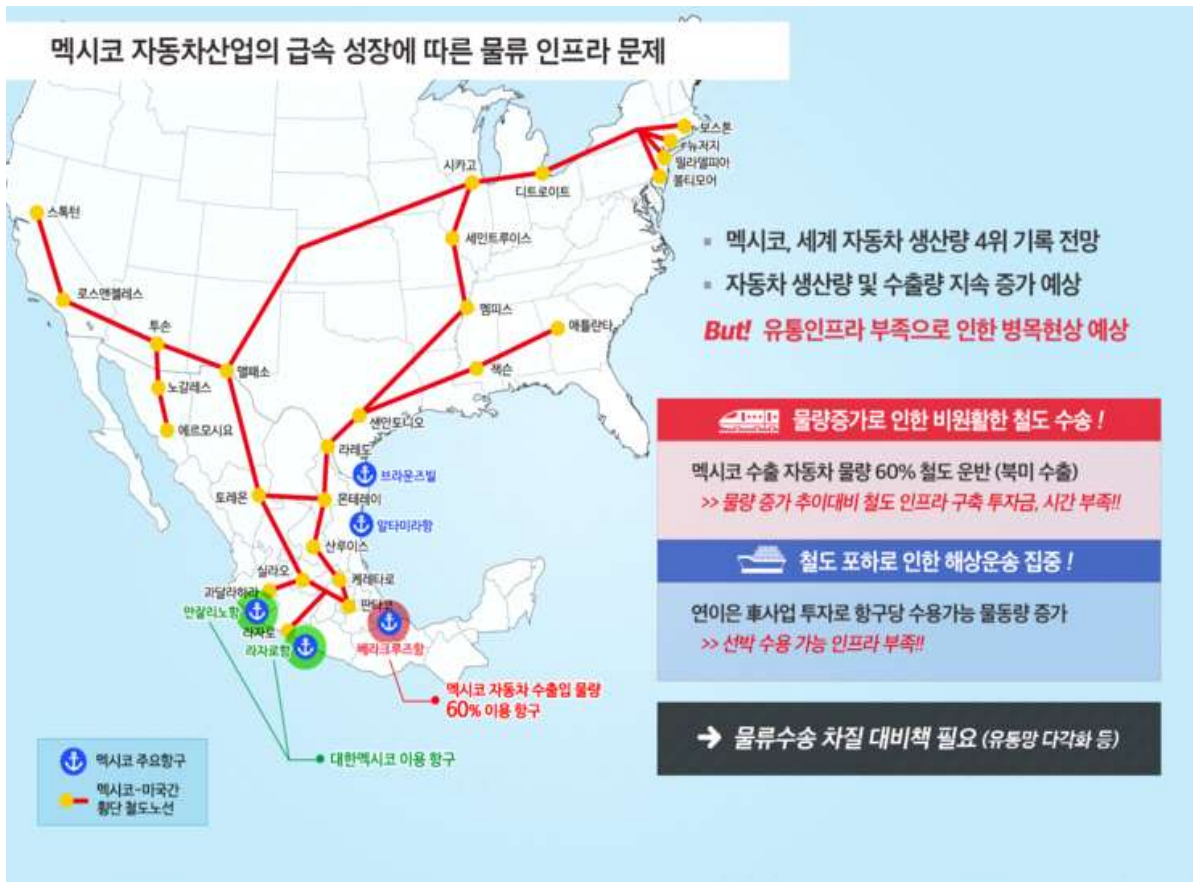 멕시코 자동차산업의 급속 성장에 따른 물류 인프라 문제
보스톤
뉴저지
필라델피아
볼티모어
시카고
디트로이트
스톡턴
세인트루이스
로스앤젤레스
투손
멤피스
애틀란타
엘패소
잭슨
노갈레스
샌안토니오
에르모시요
라레도
브라운즈빌
토레온
몬테레이
알타미라항
산루이스
실라오
케레타로
과달라하라
판타코
만잘리노항
라자로
라자로항
베라크루즈항
멕시코 자동차 수출입 물량
60% 이용 항구
대한멕시코 이용 항구
멕시코 주요항구
멕시코-미국간
횡단 철도노선
▪ 멕시코, 세계 자동차 생산량 4위 기록 전망
▪ 자동차 생산량 및 수출량 지속 증가 예상
But! 유통인프라 부족으로 인한 병목현상 예상
물량증가로 인한 비원활한 철도 수송 !
멕시코 수출 자동차 물량 60% 철도 운반 (북미 수출)
>> 물량 증가 추이대비 철도 인프라 구축 투자금, 시간 부족!!
철도 포하로 인한 해상운송 집중 !
연이은 車사업 투자로 항구당 수용가능 물동량 증가
>> 선박 수용 가능 인프라 부족!!
→ 물류수송 차질 대비책 필요 (유통망 다각화 등)